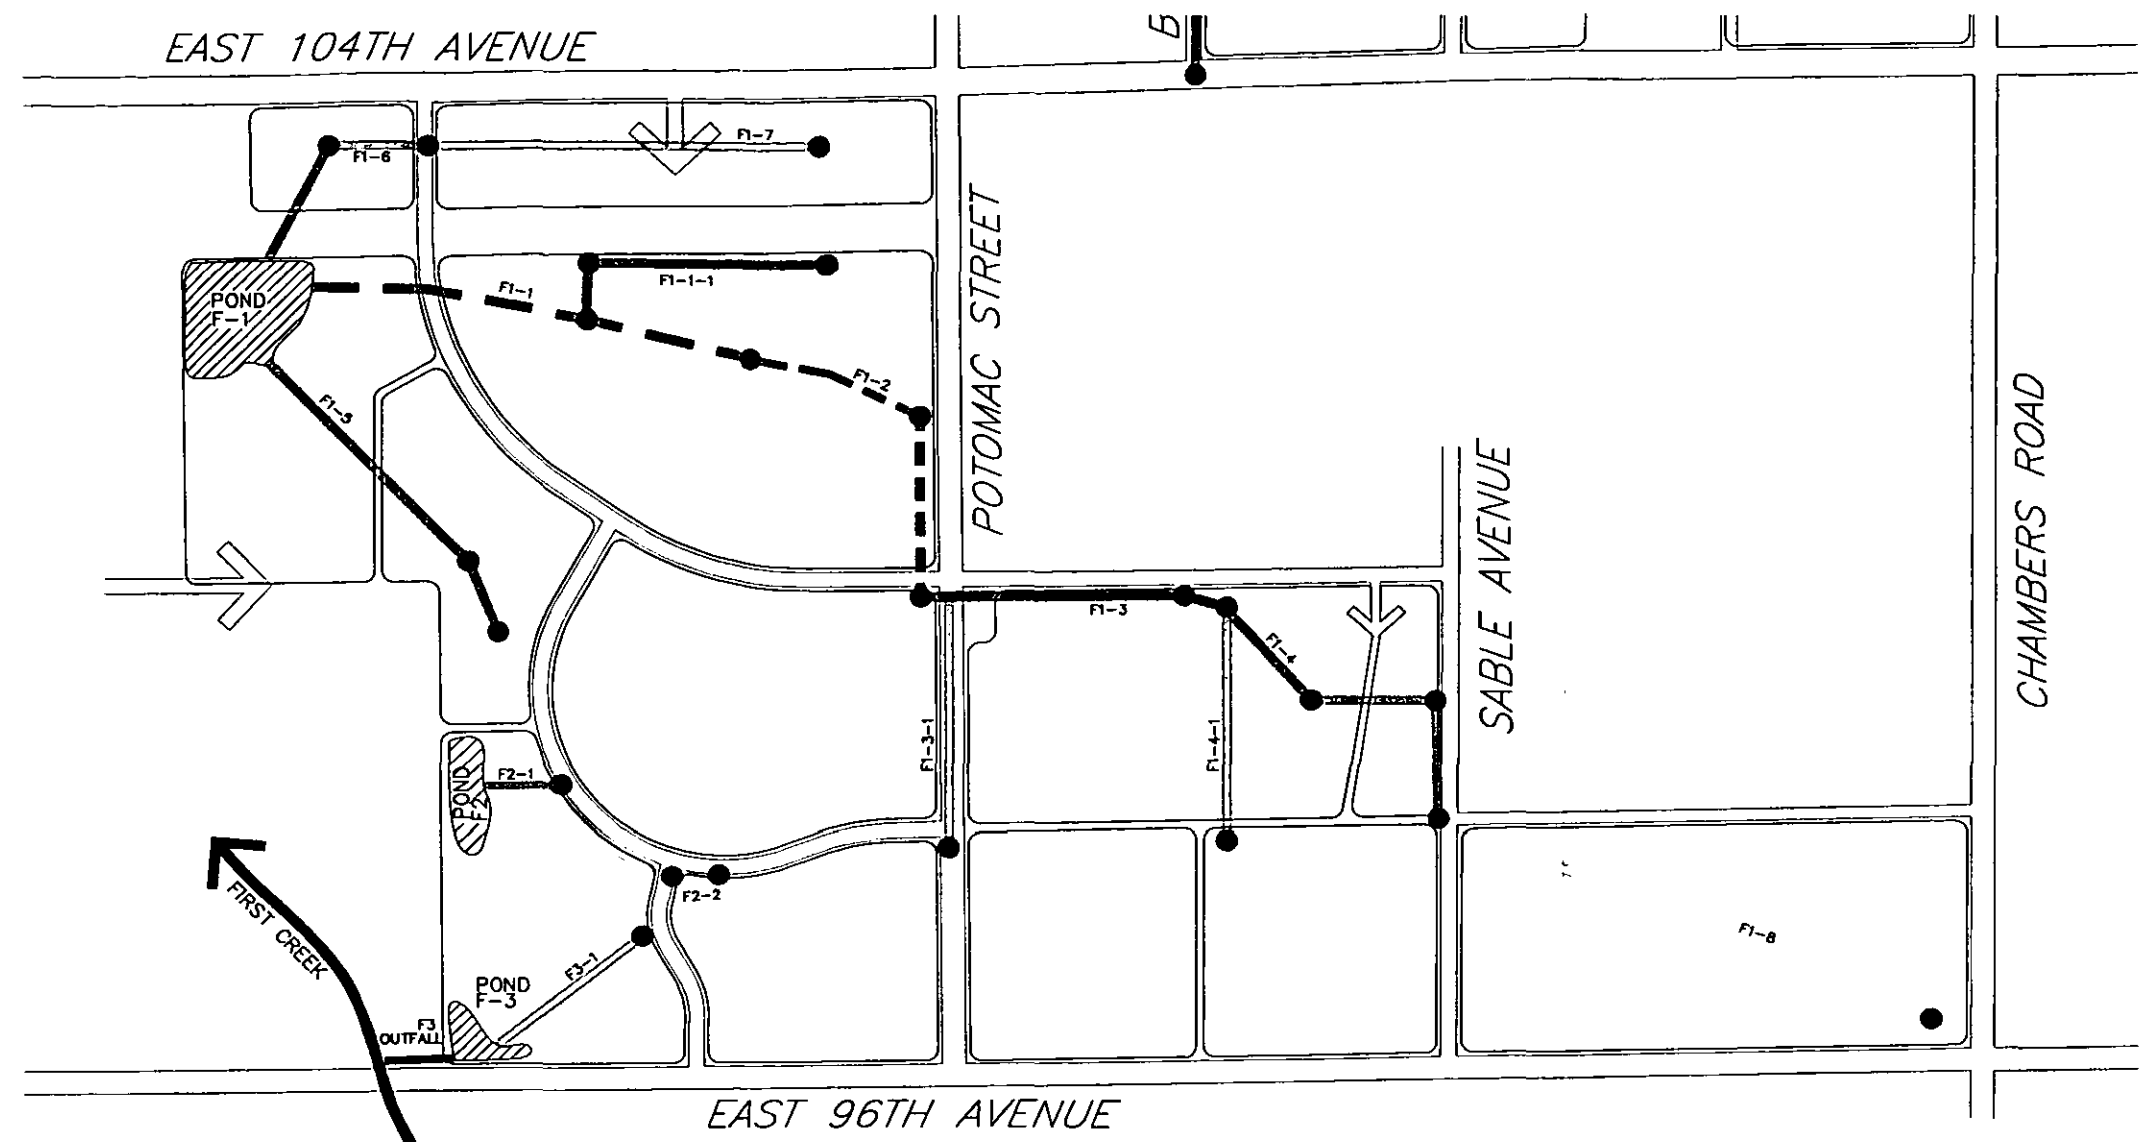 B
EAST 104TH AVENUE
F1-7
F1-6
POTOMAC STREET
F1-1-1
F1-1
POND
F-1
F1-2
F1-5
CHAMBERS ROAD
SABLE AVENUE
F1-3
F1-4
F1-3-1
F1-4-1
F2-1
POND
F2
F2-2
FIRST CREEK
F1-8
F3-1
POND
F-3
F3
OUTFALL
EAST 96TH AVENUE